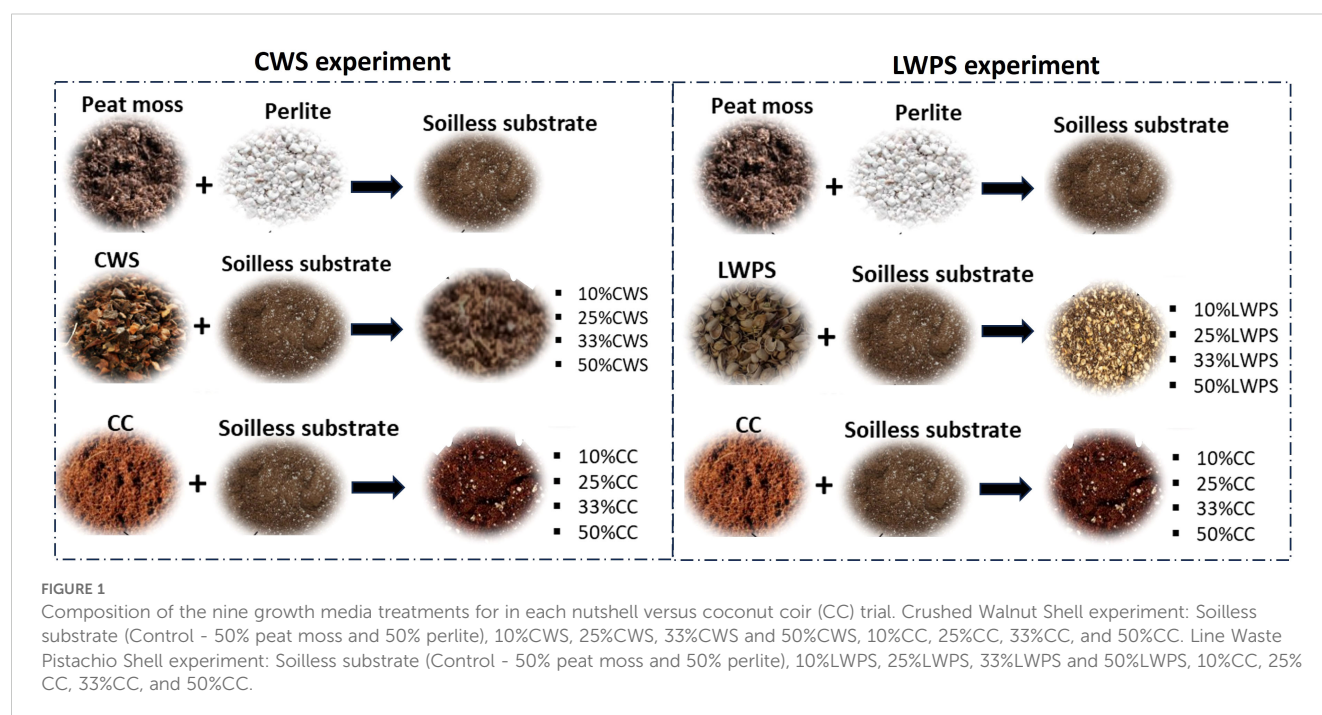 CWS experiment
Peat moss
Perlite
Soilless substrate
+
CWS
Soilless substrate
+
▪ 10%CWS
▪ 25%CWS
▪ 33%CWS
▪ 50%CWS
CC
Soilless substrate
+
▪ 10%CC
▪ 25%CC
▪ 33%CC
▪ 50%CC
LWPS experiment
Peat moss
Perlite
Soilless substrate
+
LWPS
Soilless substrate
+
▪ 10%LWPS
▪ 25%LWPS
▪ 33%LWPS
▪ 50%LWPS
CC
Soilless substrate
+
▪ 10%CC
▪ 25%CC
▪ 33%CC
▪ 50%CC
FIGURE 1
Composition of the nine growth media treatments for in each nutshell versus coconut coir (CC) trial. Crushed Walnut Shell experiment: Soilless
substrate (Control - 50% peat moss and 50% perlite), 10%CWS, 25%CWS, 33%CWS and 50%CWS, 10%CC, 25%CC, 33%CC, and 50%CC. Line Waste
Pistachio Shell experiment: Soilless substrate (Control - 50% peat moss and 50% perlite), 10%LWPS, 25%LWPS, 33%LWPS and 50%LWPS, 10%CC, 25%
CC, 33%CC, and 50%CC.